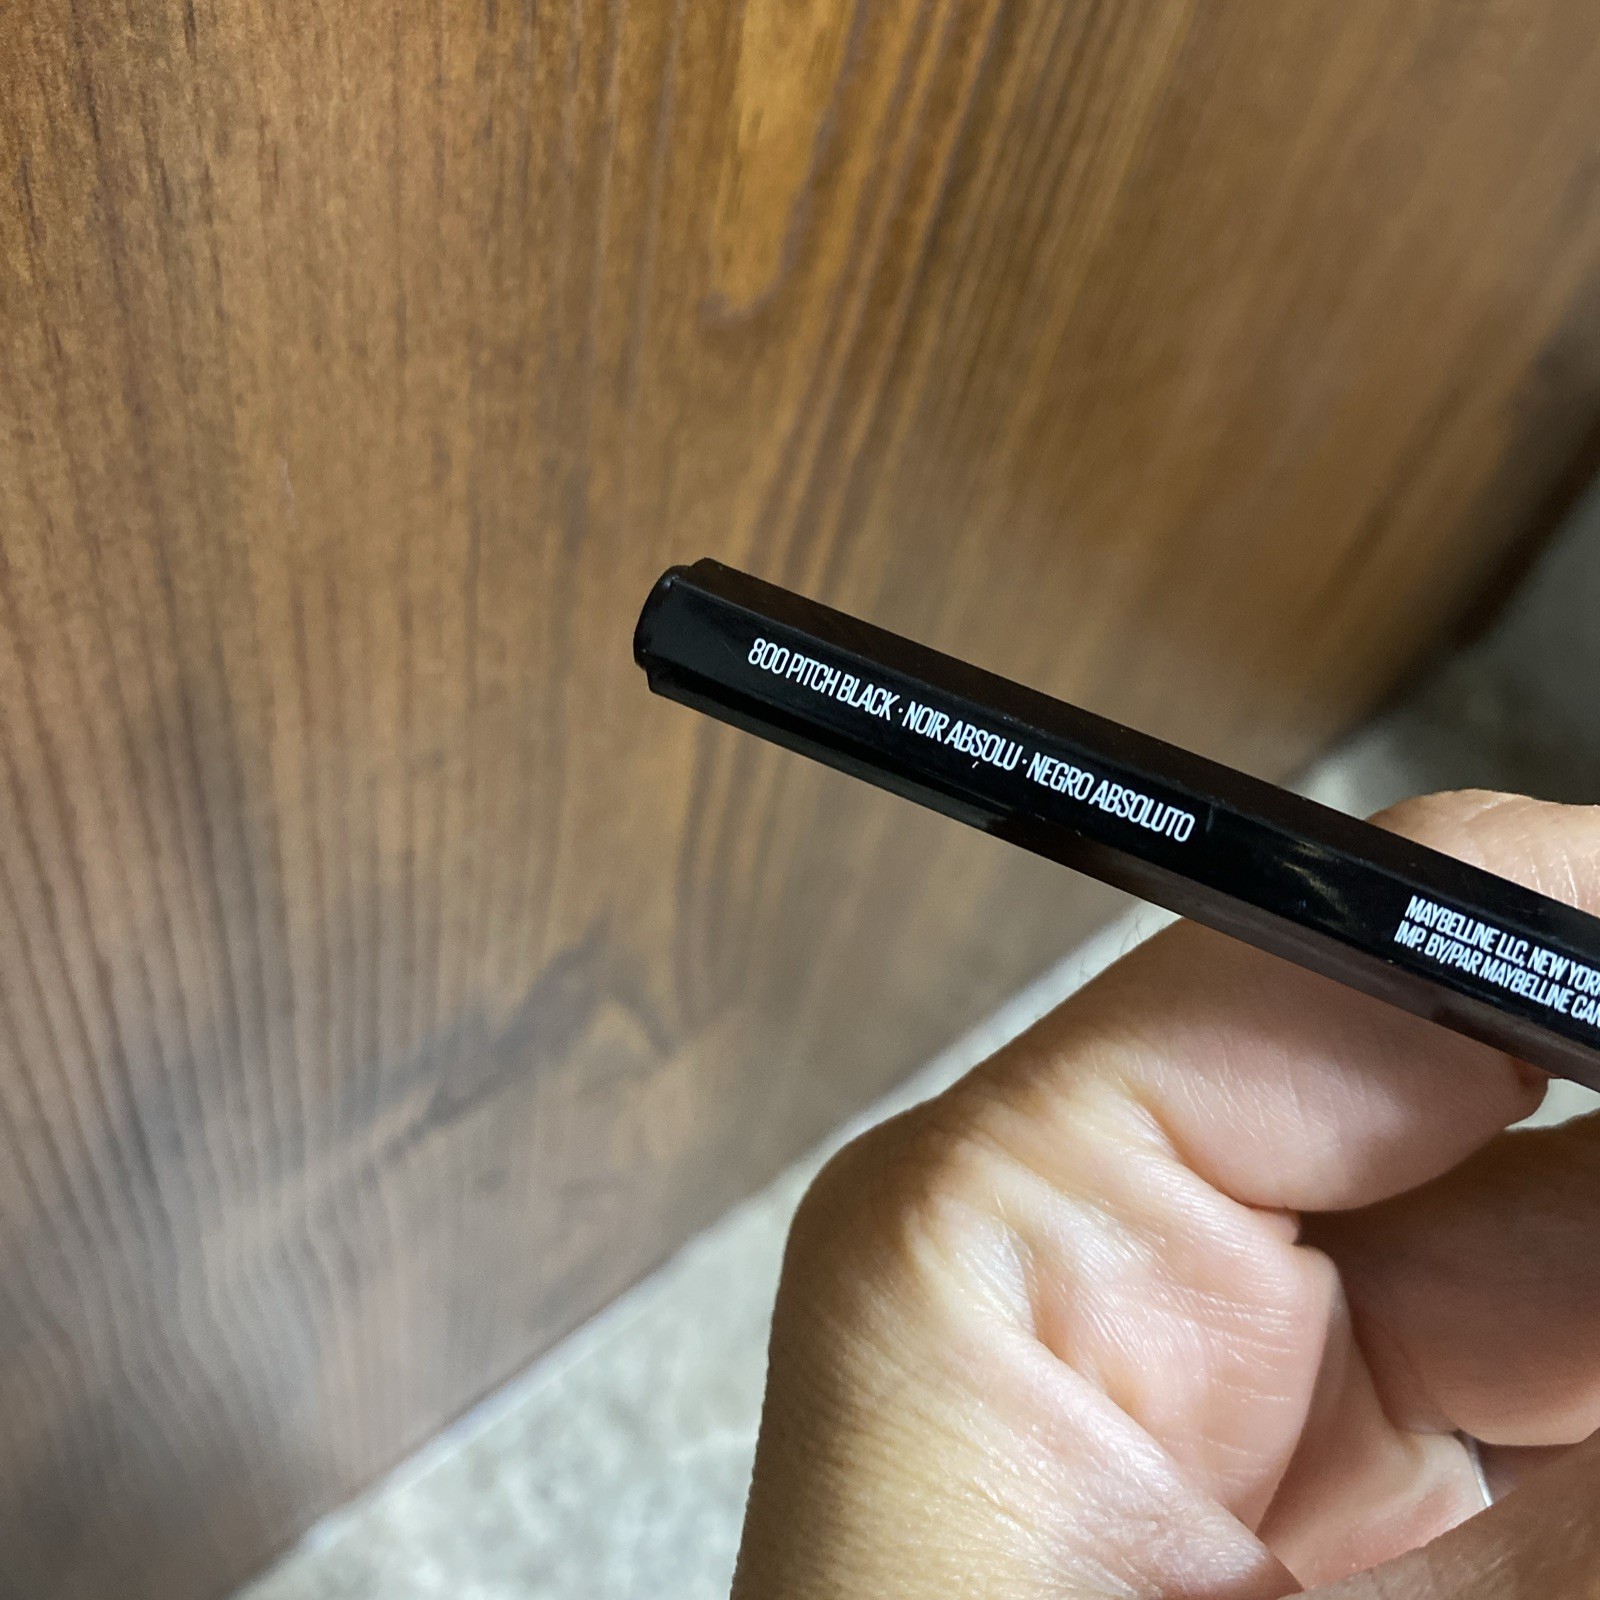 800 PITCH BLACK · NOIR ABSOLU · NEGRO ABSOLUTO
MAYBELLINE LLC, NEW YORK
IMP. BY/PAR MAYBELLINE